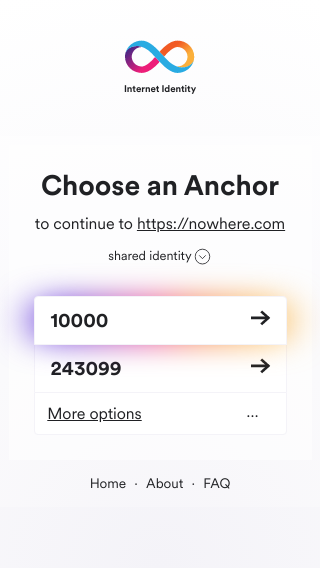 Internet Identity
Choose an Anchor
to continue to https://nowhere.com
shared identity
10000
243099
More options ...
Home · About · FAQ